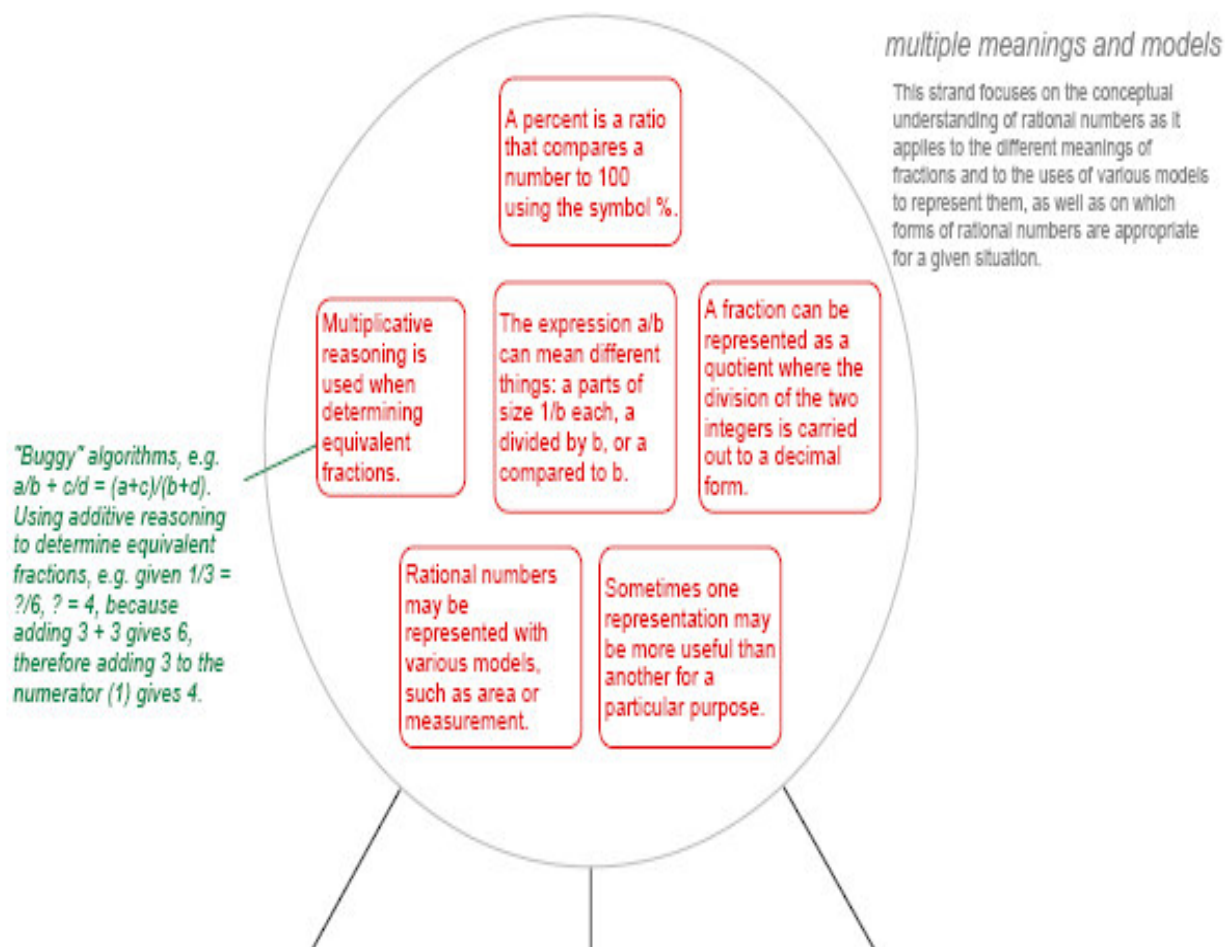 multiple meanings and models
This strand focuses on the conceptual
understanding of rational numbers as it
applies to the different meanings of
fractions and to the uses of various models
to represent them, as well as on which
forms of rational numbers are appropriate
for a given situation.
A percent is a ratio
that compares a
number to 100
using the symbol %.
Multiplicative
reasoning is
used when
determining
equivalent
fractions.
The expression a/b
can mean different
things: a parts of
size 1/b each, a
divided by b, or a
compared to b.
A fraction can be
represented as a
quotient where the
division of the two
integers is carried
out to a decimal
form.
"Buggy" algorithms, e.g.
a/b + c/d = (a+c)/(b+d).
Using additive reasoning
to determine equivalent
fractions, e.g. given 1/3 =
?/6, ? = 4, because
adding 3 + 3 gives 6,
therefore adding 3 to the
numerator (1) gives 4.
Rational numbers
may be
represented with
various models,
such as area or
measurement.
Sometimes one
representation may
be more useful than
another for a
particular purpose.